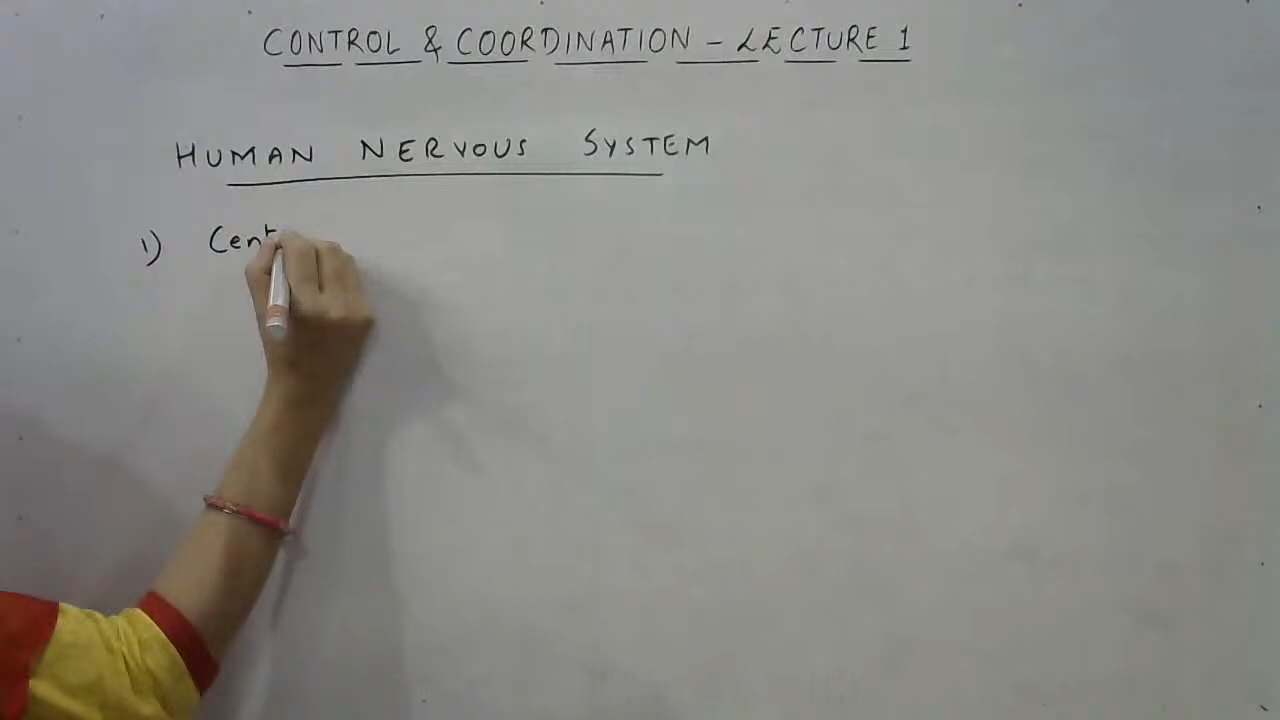 CONTROL & COORDINATION - LECTURE 1
HUMAN NERVOUS SYSTEM
1) Cent